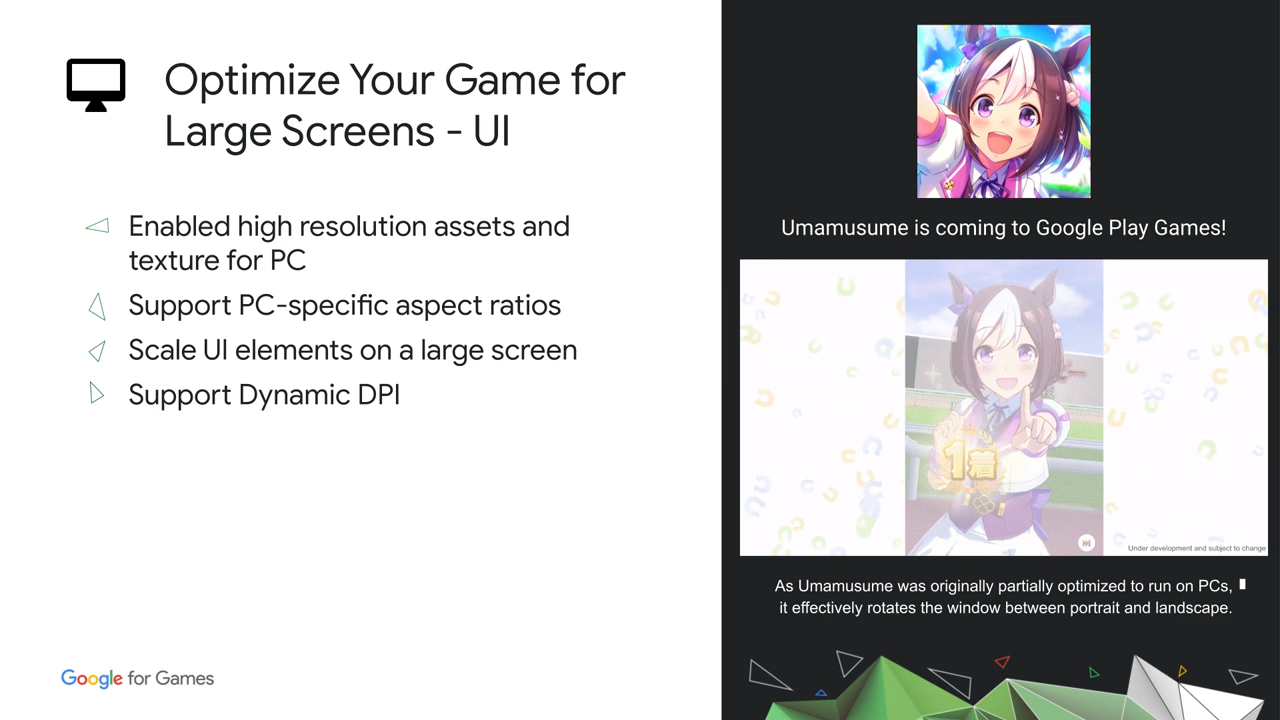 Optimize Your Game for
Large Screens - UI
Enabled high resolution assets and
texture for PC
Support PC-specific aspect ratios
Scale UI elements on a large screen
Support Dynamic DPI
Google for Games
Umamusume is coming to Google Play Games!
1着
Under development and subject to change
As Umamusume was originally partially optimized to run on PCs,
it effectively rotates the window between portrait and landscape.